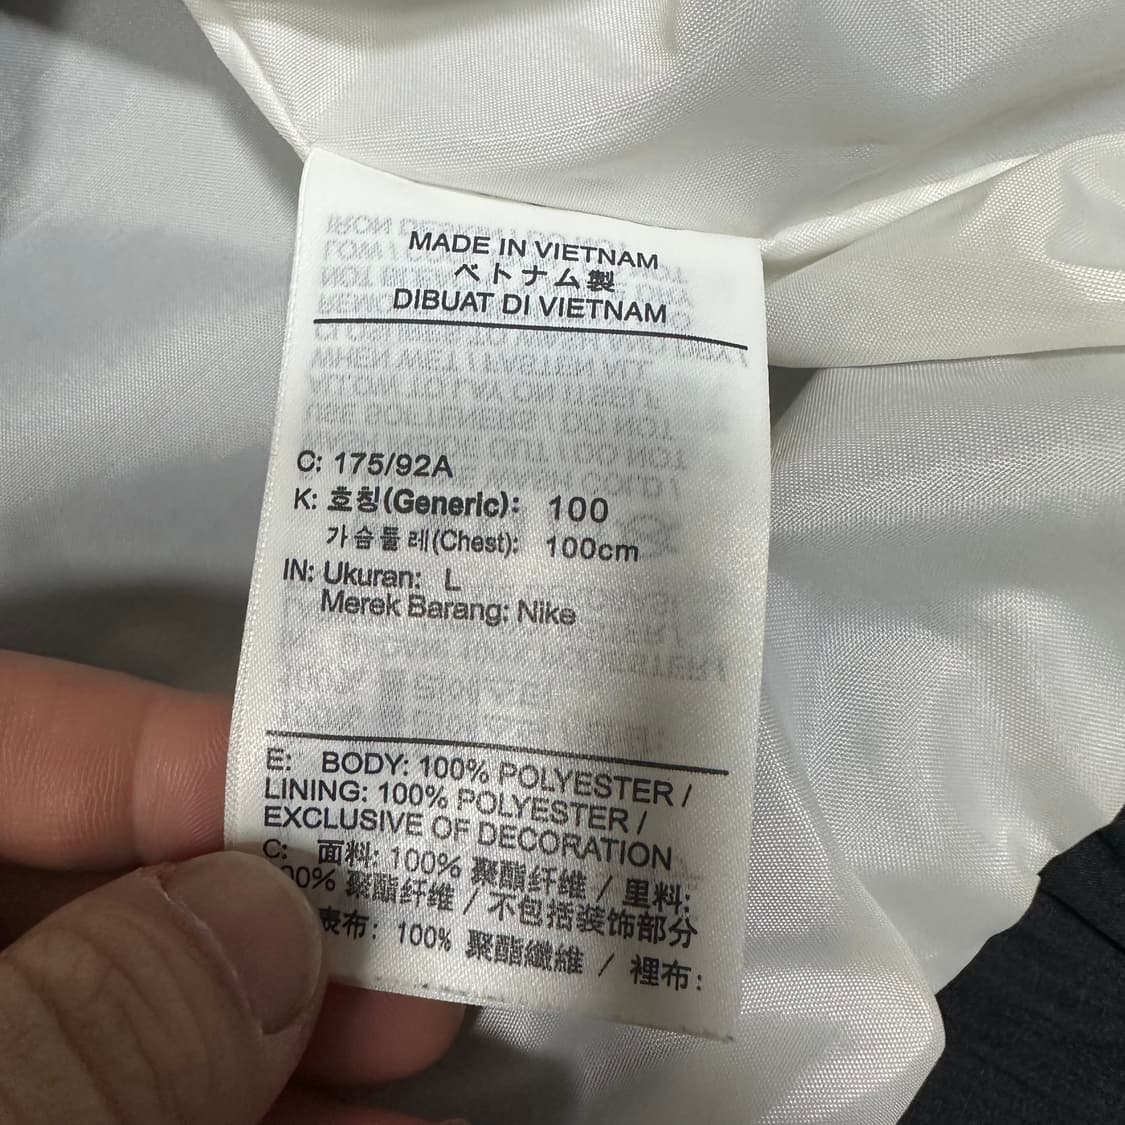 MADE IN VIETNAM
ベトナム製
DIBUAT DI VIETNAM
C: 175/92A
K: 호칭(Generic): 100
가슴둘레(Chest): 100cm
IN: Ukuran: L
Merek Barang: Nike
E: BODY: 100% POLYESTER /
LINING: 100% POLYESTER /
EXCLUSIVE OF DECORATION
C: 面料: 100% 聚酯纤维 / 里料:
00% 聚酯纤维 / 不包括装饰部分
表布: 100% 聚酯纖維 / 裡布: